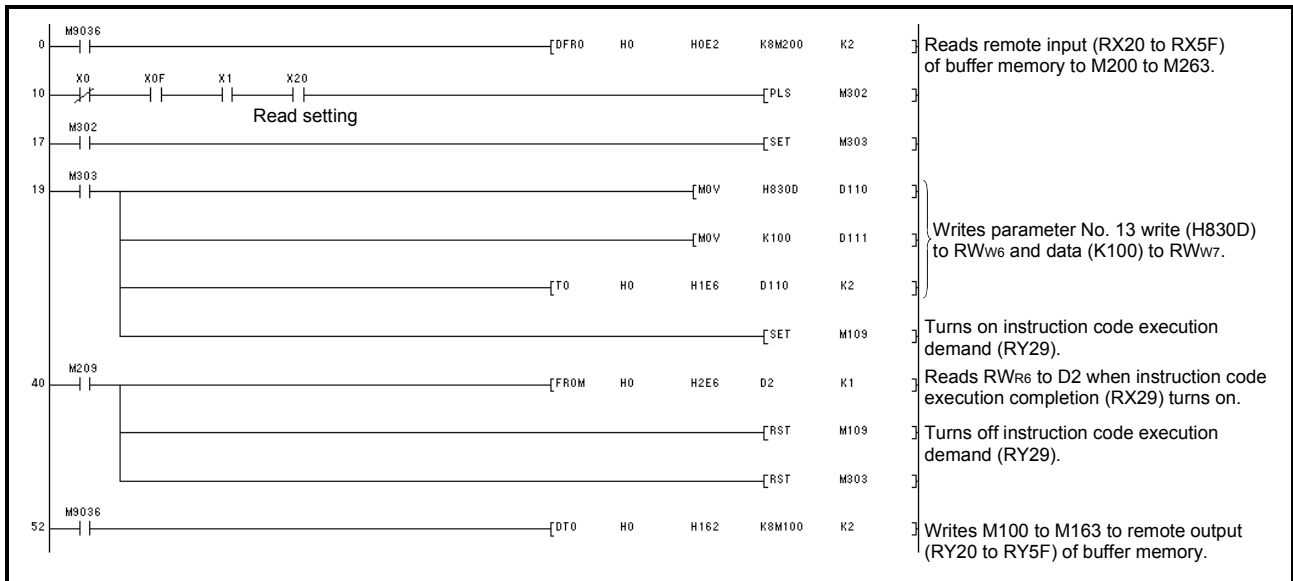 M9036
0 [DFRO H0 H0E2 K8M200 K2 ] Reads remote input (RX20 to RX5F)
of buffer memory to M200 to M263.
X0 X0F X1 X20
10 [PLS M302 ]
Read setting
M302
17 [SET M303 ]
M303
19 [MOV H830D D110 ]
[MOV K100 D111 ] Writes parameter No. 13 write (H830D)
to RWW6 and data (K100) to RWW7.
[TO H0 H1E6 D110 K2 ]
[SET M109 ] Turns on instruction code execution
demand (RY29).
M209
40 [FROM H0 H2E6 D2 K1 ] Reads RWR6 to D2 when instruction code
execution completion (RX29) turns on.
[RST M109 ] Turns off instruction code execution
demand (RY29).
[RST M303 ]
M9036
52 [DTO H0 H162 K8M100 K2 ] Writes M100 to M163 to remote output
(RY20 to RY5F) of buffer memory.